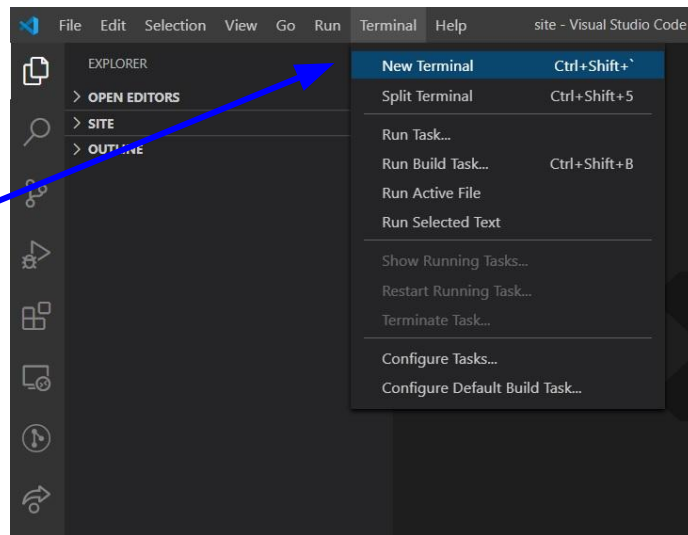 File Edit Selection View Go Run Terminal Help site - Visual Studio Code
EXPLORER
OPEN EDITORS
SITE
OUTLINE
New Terminal Ctrl+Shift+`
Split Terminal Ctrl+Shift+5
Run Task...
Run Build Task... Ctrl+Shift+B
Run Active File
Run Selected Text
Show Running Tasks...
Restart Running Task...
Terminate Task...
Configure Tasks...
Configure Default Build Task...